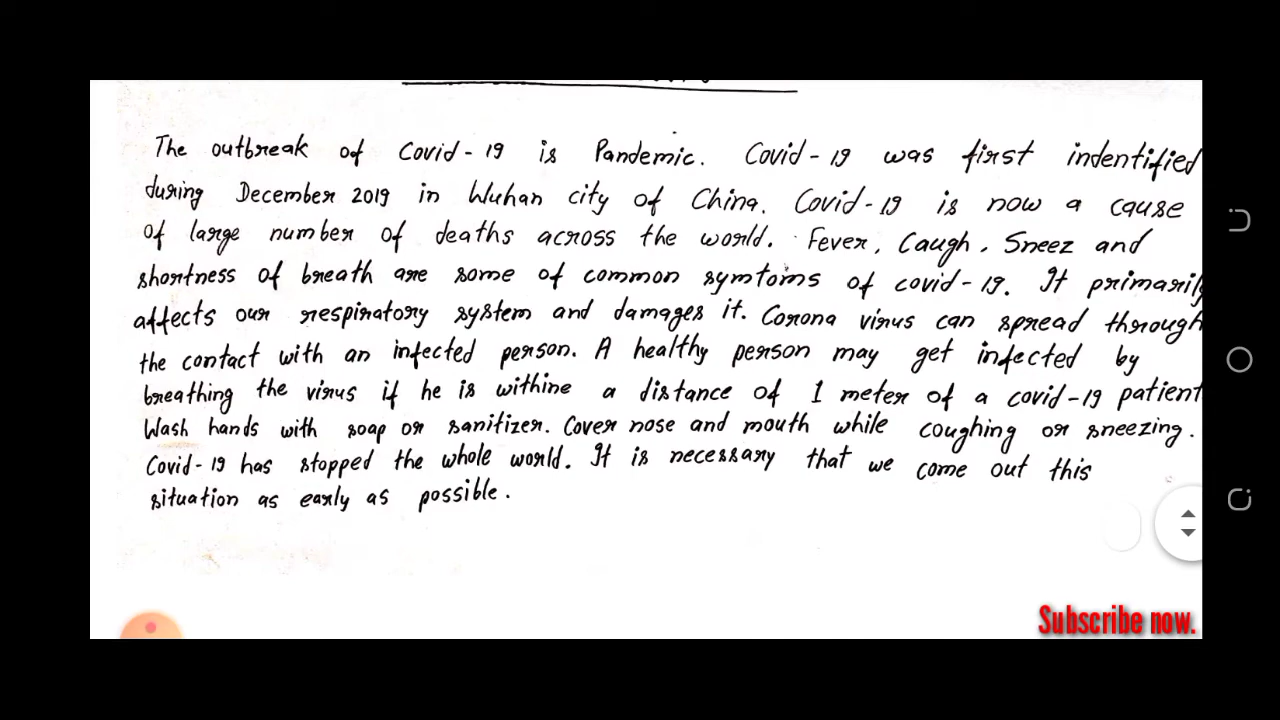 The outbreak of Covid-19 is Pandemic. Covid-19 was first indentified
during December 2019 in Wuhan city of China. Covid-19 is now a cause
of large number of deaths across the world. Fever, Caugh, Sneez and
shortness of breath are some of common symtoms of covid-19. It primarily
affects our respiratory system and damages it. Corona virus can spread through
the contact with an infected person. A healthy person may get infected by
breathing the virus if he is withine a distance of 1 meter of a covid-19 patient
Wash hands with soap or sanitizer. Cover nose and mouth while coughing or sneezing.
Covid-19 has stopped the whole world. It is necessary that we come out this
situation as early as possible.
Subscribe now.